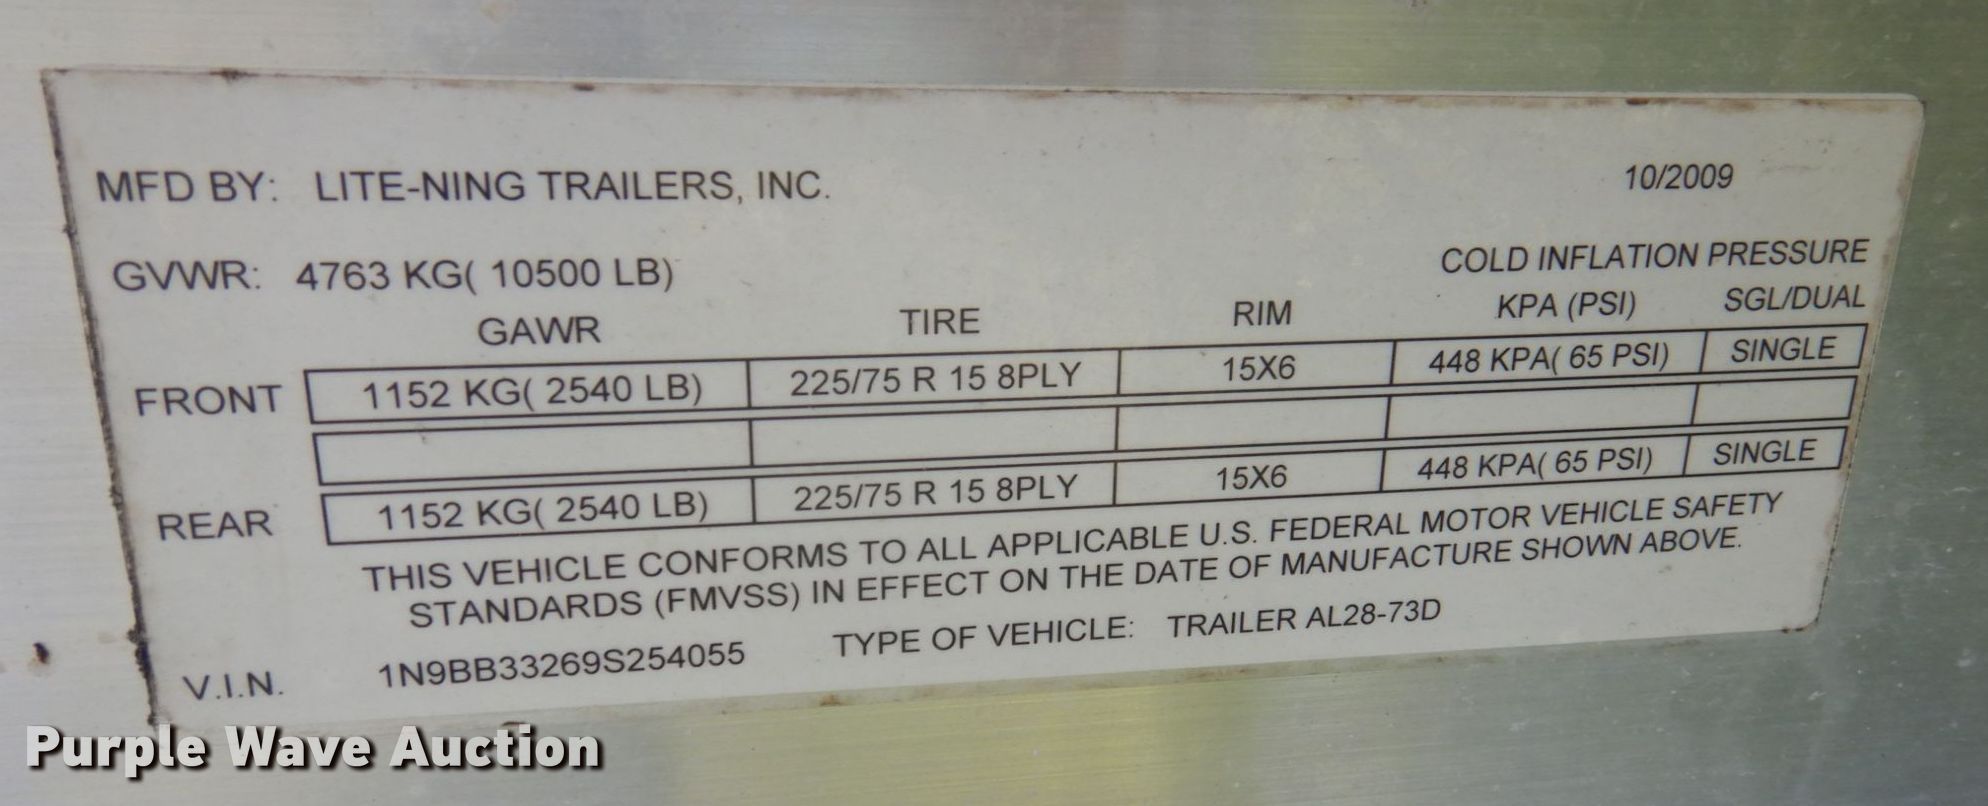 MFD BY: LITE-NING TRAILERS, INC. 10/2009
GVWR: 4763 KG( 10500 LB) COLD INFLATION PRESSURE
GAWR TIRE RIM KPA (PSI) SGL/DUAL
FRONT 1152 KG( 2540 LB) 225/75 R 15 8PLY 15X6 448 KPA( 65 PSI) SINGLE
REAR 1152 KG( 2540 LB) 225/75 R 15 8PLY 15X6 448 KPA( 65 PSI) SINGLE
THIS VEHICLE CONFORMS TO ALL APPLICABLE U.S. FEDERAL MOTOR VEHICLE SAFETY
STANDARDS (FMVSS) IN EFFECT ON THE DATE OF MANUFACTURE SHOWN ABOVE.
V.I.N. 1N9BB33269S254055 TYPE OF VEHICLE: TRAILER AL28-73D
Purple Wave Auction